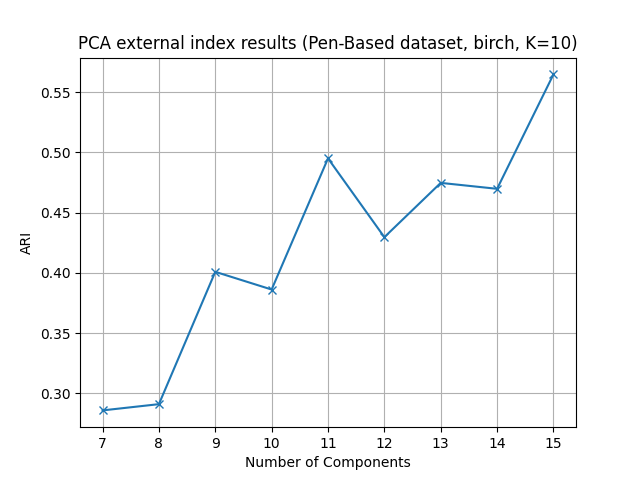 PCA external index results (Pen-Based dataset, birch, K=10)
0.55
0.50
0.45
0.40
0.35
0.30
ARI
7 8 9 10 11 12 13 14 15
Number of Components